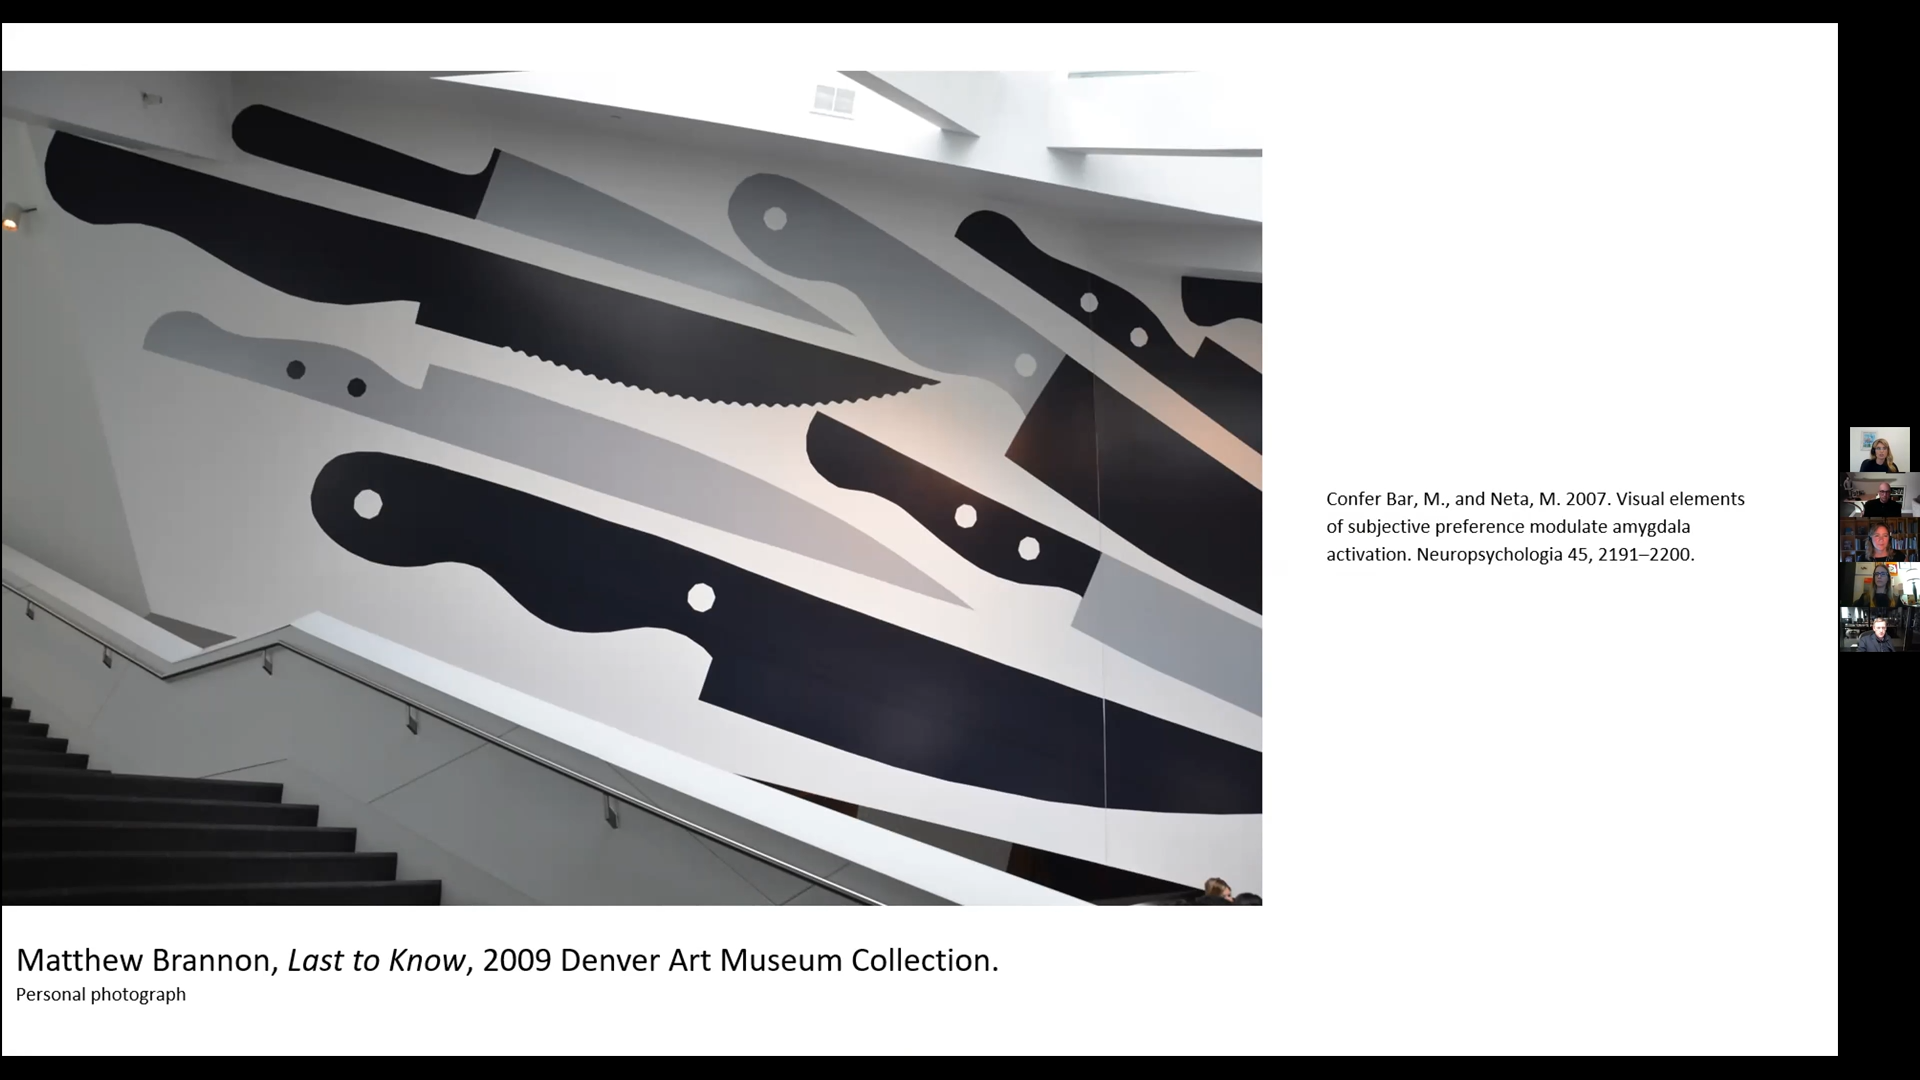 Confer Bar, M., and Neta, M. 2007. Visual elements
of subjective preference modulate amygdala
activation. Neuropsychologia 45, 2191–2200.
Matthew Brannon, Last to Know, 2009 Denver Art Museum Collection.
Personal photograph